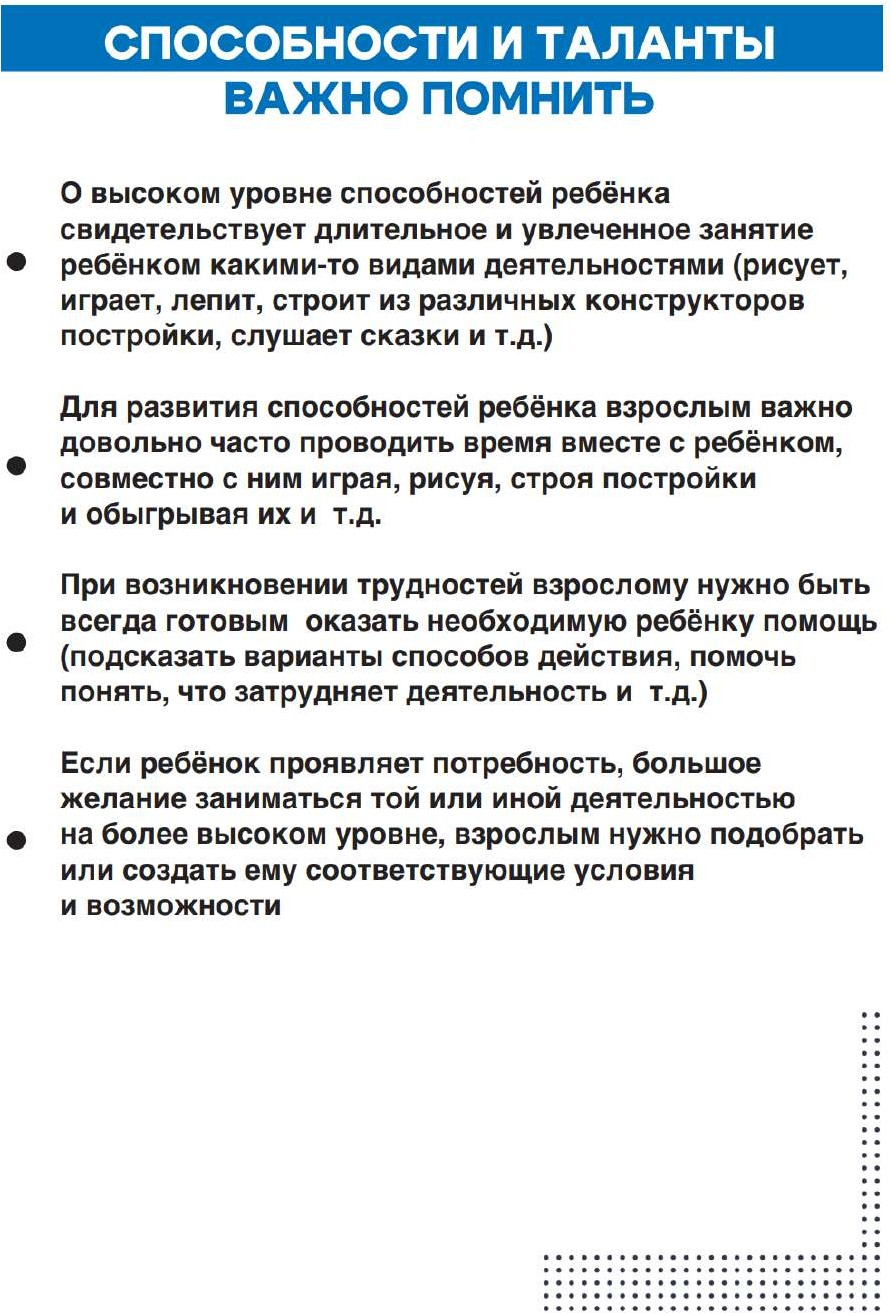 СПОСОБНОСТИ И ТАЛАНТЫ
ВАЖНО ПОМНИТЬ
О высоком уровне способностей ребёнка
свидетельствует длительное и увлеченное занятие
ребёнком какими-то видами деятельностями (рисует,
играет, лепит, строит из различных конструкторов
постройки, слушает сказки и т.д.)
Для развития способностей ребёнка взрослым важно
довольно часто проводить время вместе с ребёнком,
совместно с ним играя, рисуя, строя постройки
и обыгрывая их и т.д.
При возникновении трудностей взрослому нужно быть
всегда готовым оказать необходимую ребёнку помощь
(подсказать варианты способов действия, помочь
понять, что затрудняет деятельность и т.д.)
Если ребёнок проявляет потребность, большое
желание заниматься той или иной деятельностью
на более высоком уровне, взрослым нужно подобрать
или создать ему соответствующие условия
и возможности